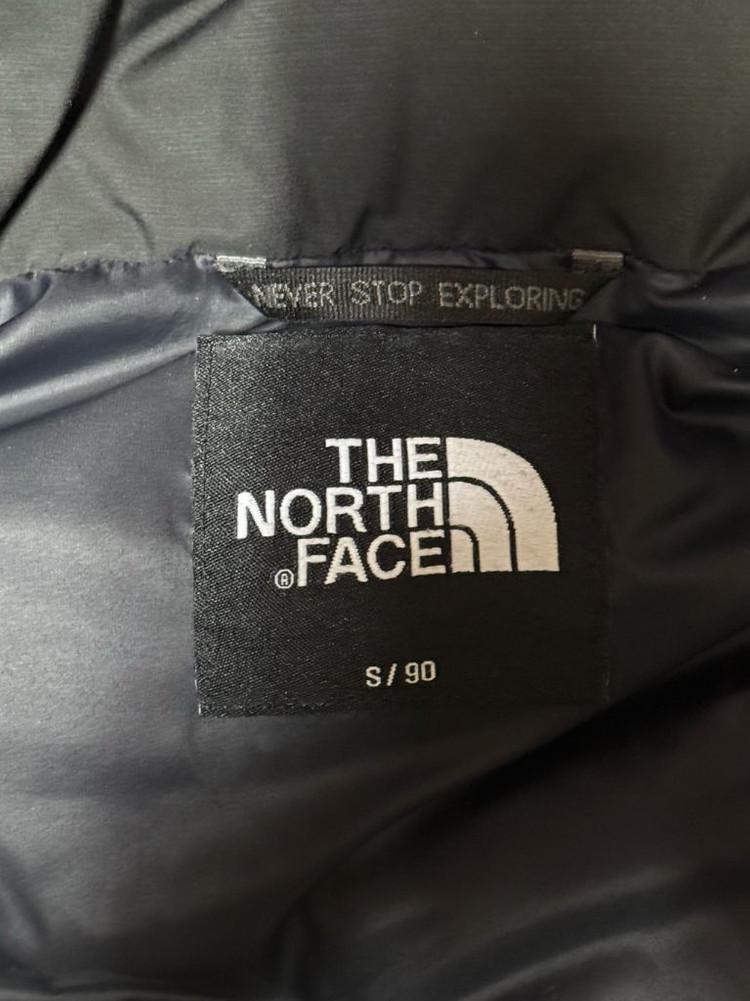 NEVER STOP EXPLORING
THE
NORTH
®FACE
S/90